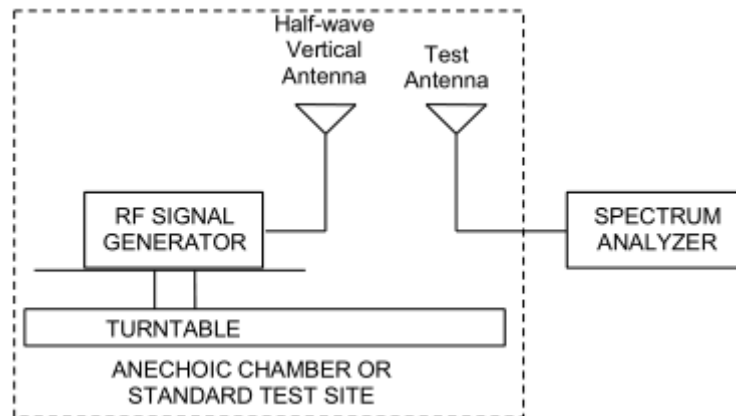 Half-wave
Vertical
Antenna
Test
Antenna
RF SIGNAL
GENERATOR
SPECTRUM
ANALYZER
TURNTABLE
ANECHOIC CHAMBER OR
STANDARD TEST SITE